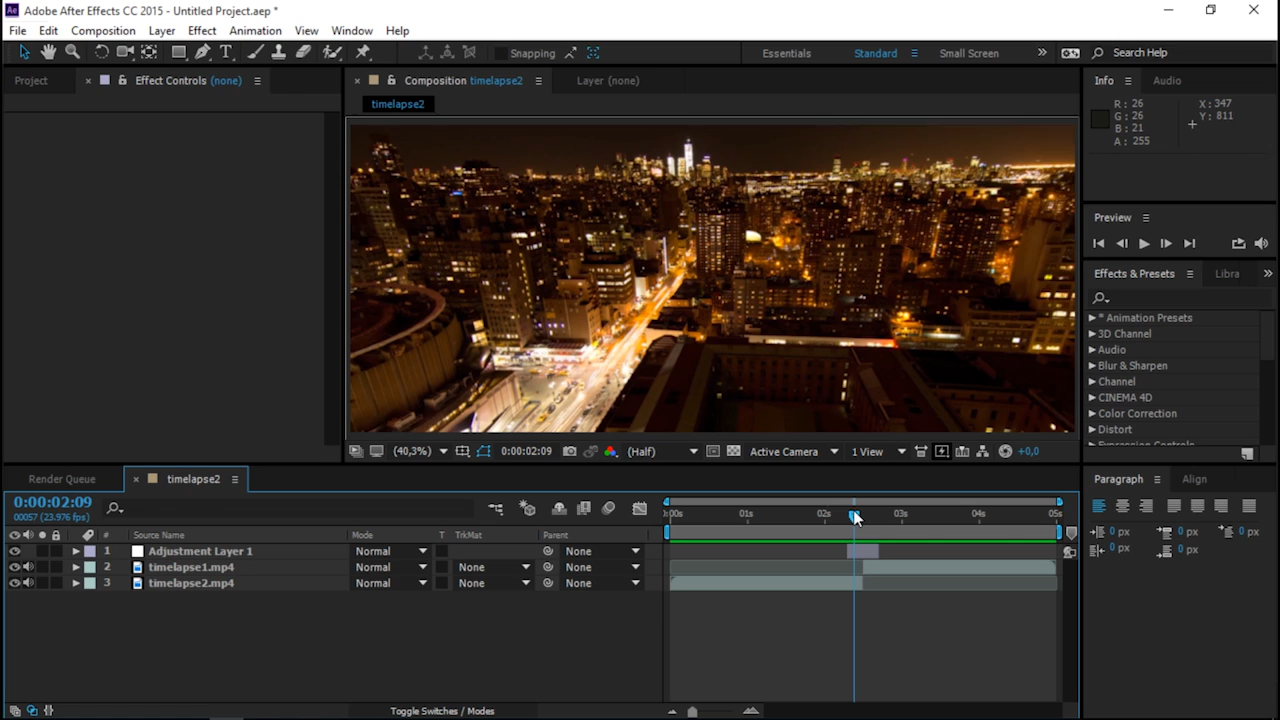 Ae Adobe After Effects CC 2015 - Untitled Project.aep *
File Edit Composition Layer Effect Animation View Window Help
T Snapping Essentials Standard Small Screen Search Help
Project Effect Controls (none) Composition timelapse2 Layer (none) Info Audio
timelapse2
R: 26 X: 347
G: 26 Y: 811
B: 21
A: 255
Preview
Effects & Presets Libra
* Animation Presets
3D Channel
Audio
Blur & Sharpen
Channel
CINEMA 4D
Color Correction
Distort
Expression Controls
(40,3%) 0:00:02:09 (Half) Active Camera 1 View +0,0
Render Queue timelapse2 Paragraph Align
0:00:02:09
00057 (23.976 fps)
:00s 01s 02s 03s 04s 05s
0 px 0 px 0 px
0 px 0 px
# Source Name Mode T TrkMat Parent
1 Adjustment Layer 1 Normal None
2 timelapse1.mp4 Normal None None
3 timelapse2.mp4 Normal None None
Toggle Switches / Modes